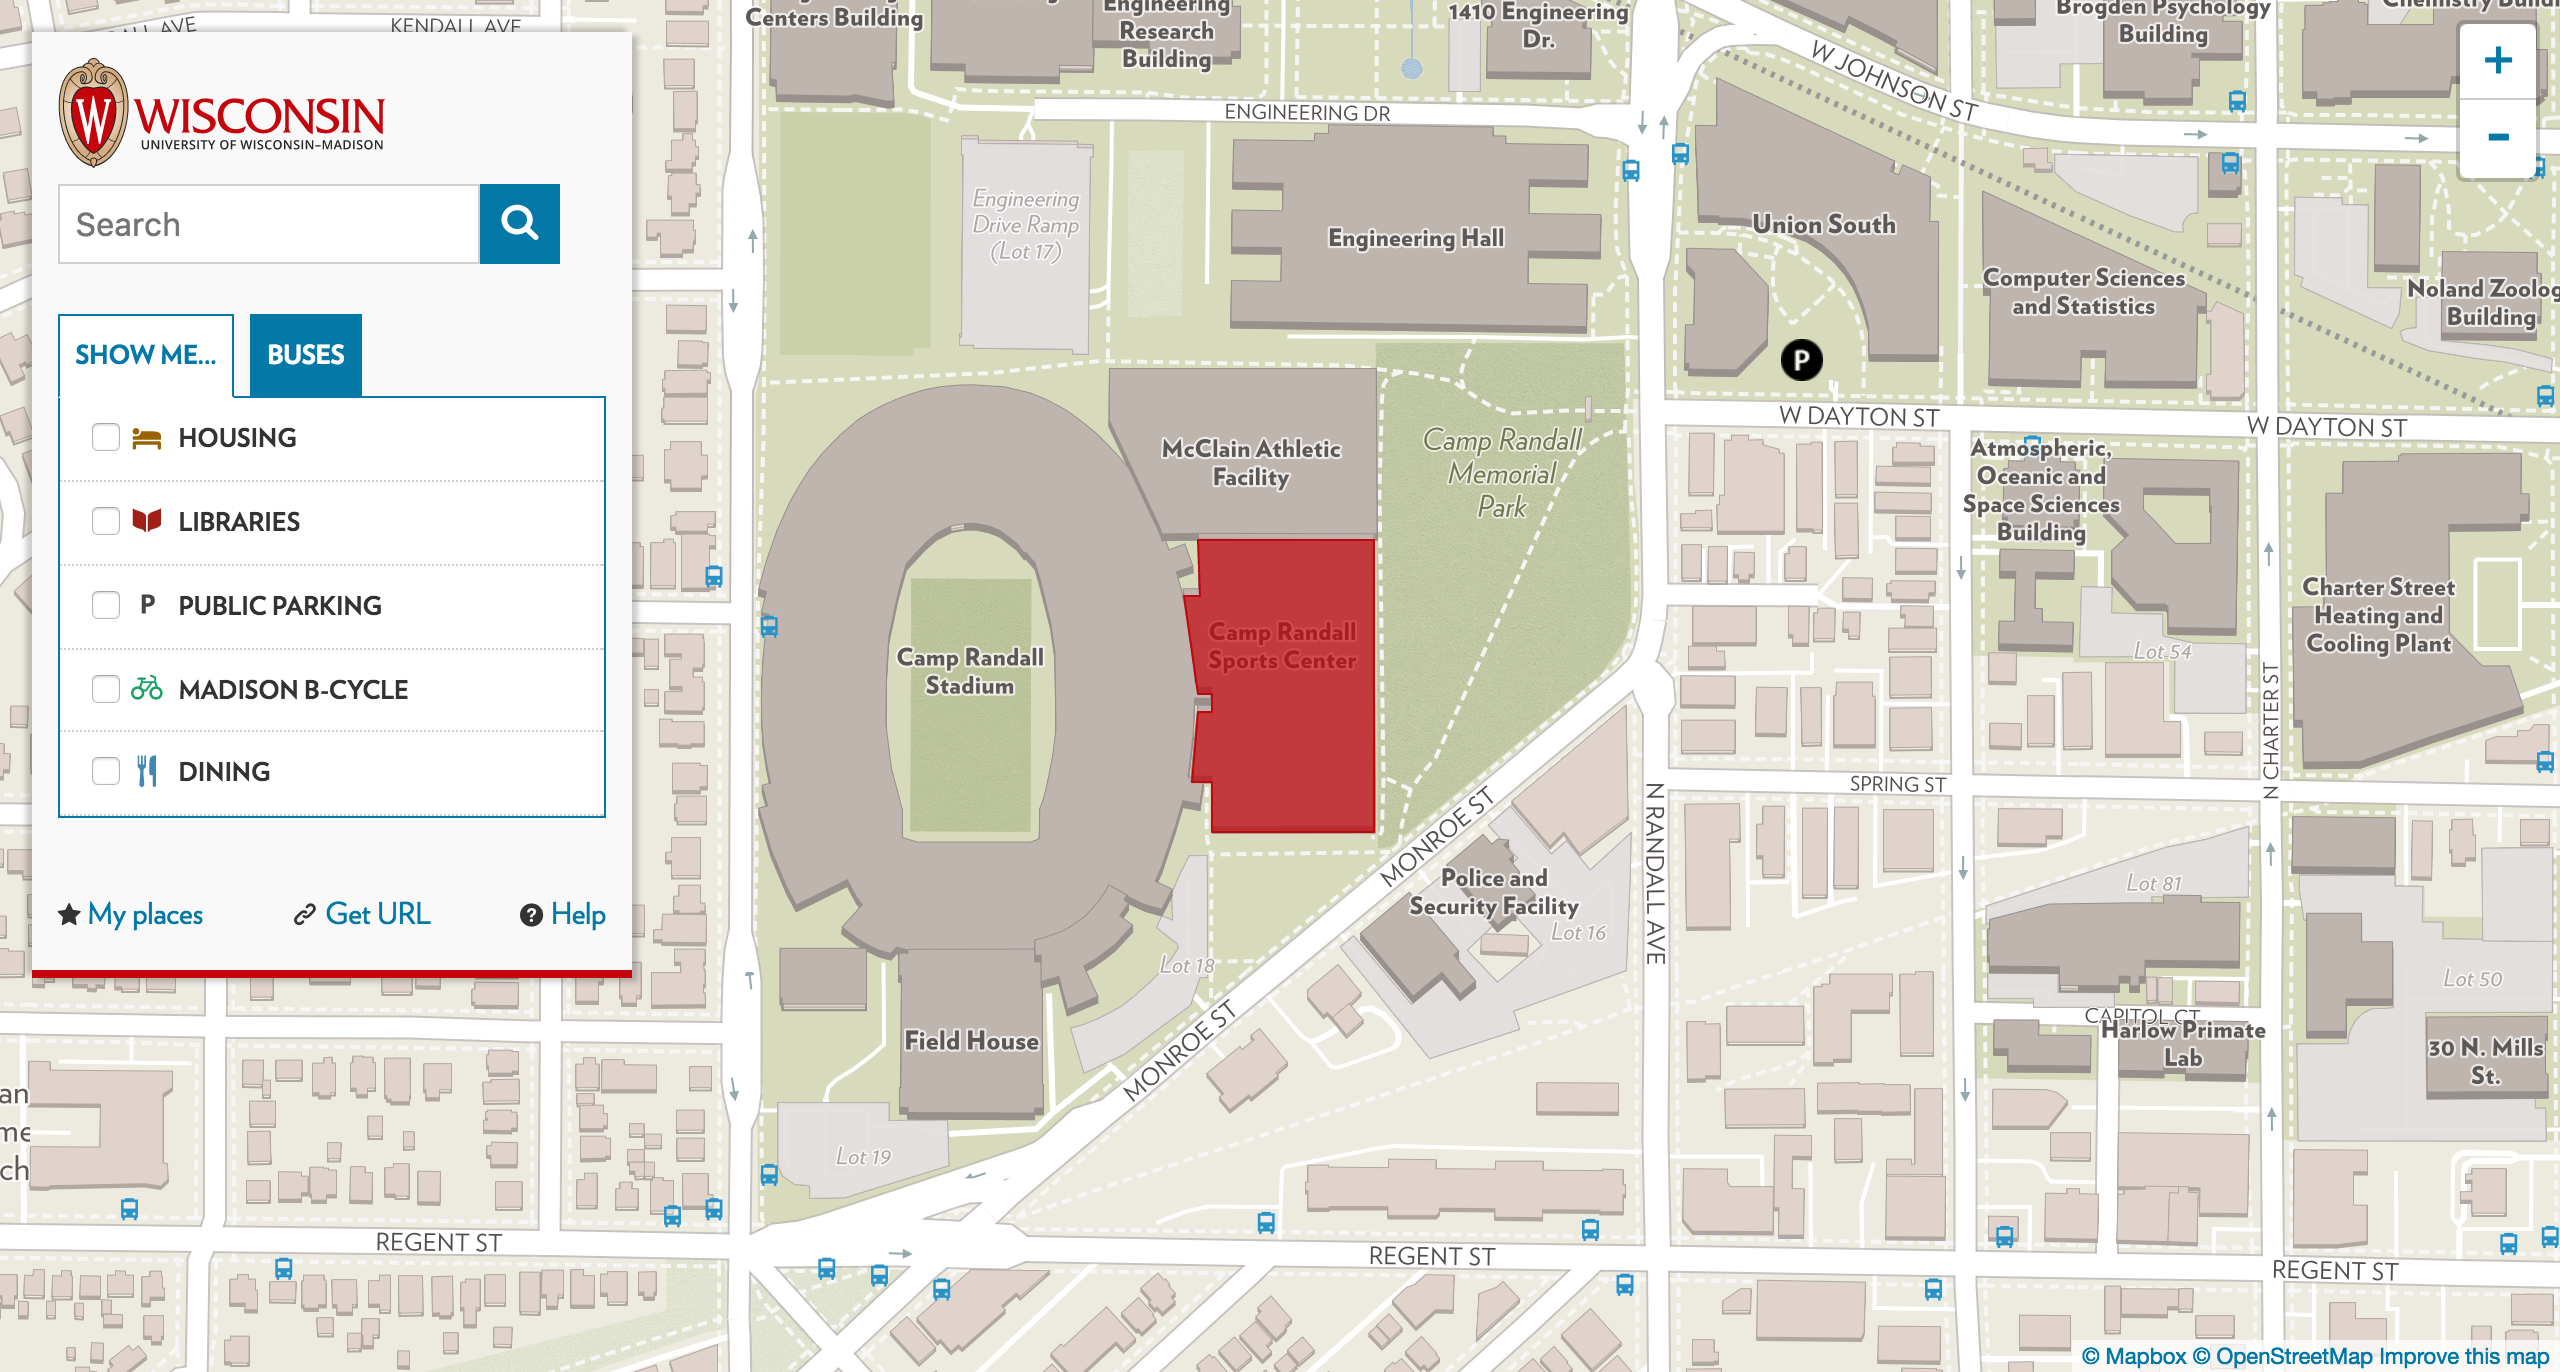 WISCONSIN
UNIVERSITY OF WISCONSIN–MADISON
Search
SHOW ME...
BUSES
HOUSING
LIBRARIES
P PUBLIC PARKING
MADISON B-CYCLE
DINING
My places
Get URL
Help
KENDALL AVE
Centers Building
Engineering
Research
Building
1410 Engineering
Dr.
W JOHNSON ST
Brogden Psychology
Building
+
-
ENGINEERING DR
Engineering
Drive Ramp
(Lot 17)
Engineering Hall
Union South
Computer Sciences
and Statistics
Noland Zoolog
Building
P
W DAYTON ST
W DAYTON ST
McClain Athletic
Facility
Camp Randall
Memorial
Park
Atmospheric,
Oceanic and
Space Sciences
Building
Charter Street
Heating and
Cooling Plant
Camp Randall
Stadium
Camp Randall
Sports Center
Lot 54
N CHARTER ST
SPRING ST
MONROE ST
N RANDALL AVE
Police and
Security Facility
Lot 16
Lot 81
Lot 18
Lot 50
Field House
MONROE ST
CAPITOL CT
Harlow Primate
Lab
30 N. Mills
St.
an
me
ch
Lot 19
REGENT ST
REGENT ST
REGENT ST
© Mapbox © OpenStreetMap Improve this map